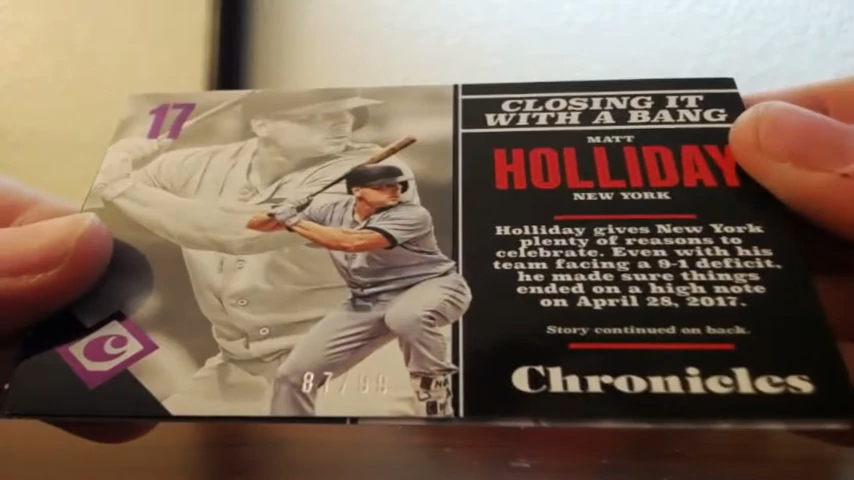 17
C
87/99
CLOSING IT
WITH A BANG
MATT
HOLLIDAY
NEW YORK
Holliday gives New York
plenty of reasons to
celebrate. Even with his
team facing a 9-1 deficit,
he made sure things
ended on a high note
on April 28, 2017.
Story continued on back.
Chronicles